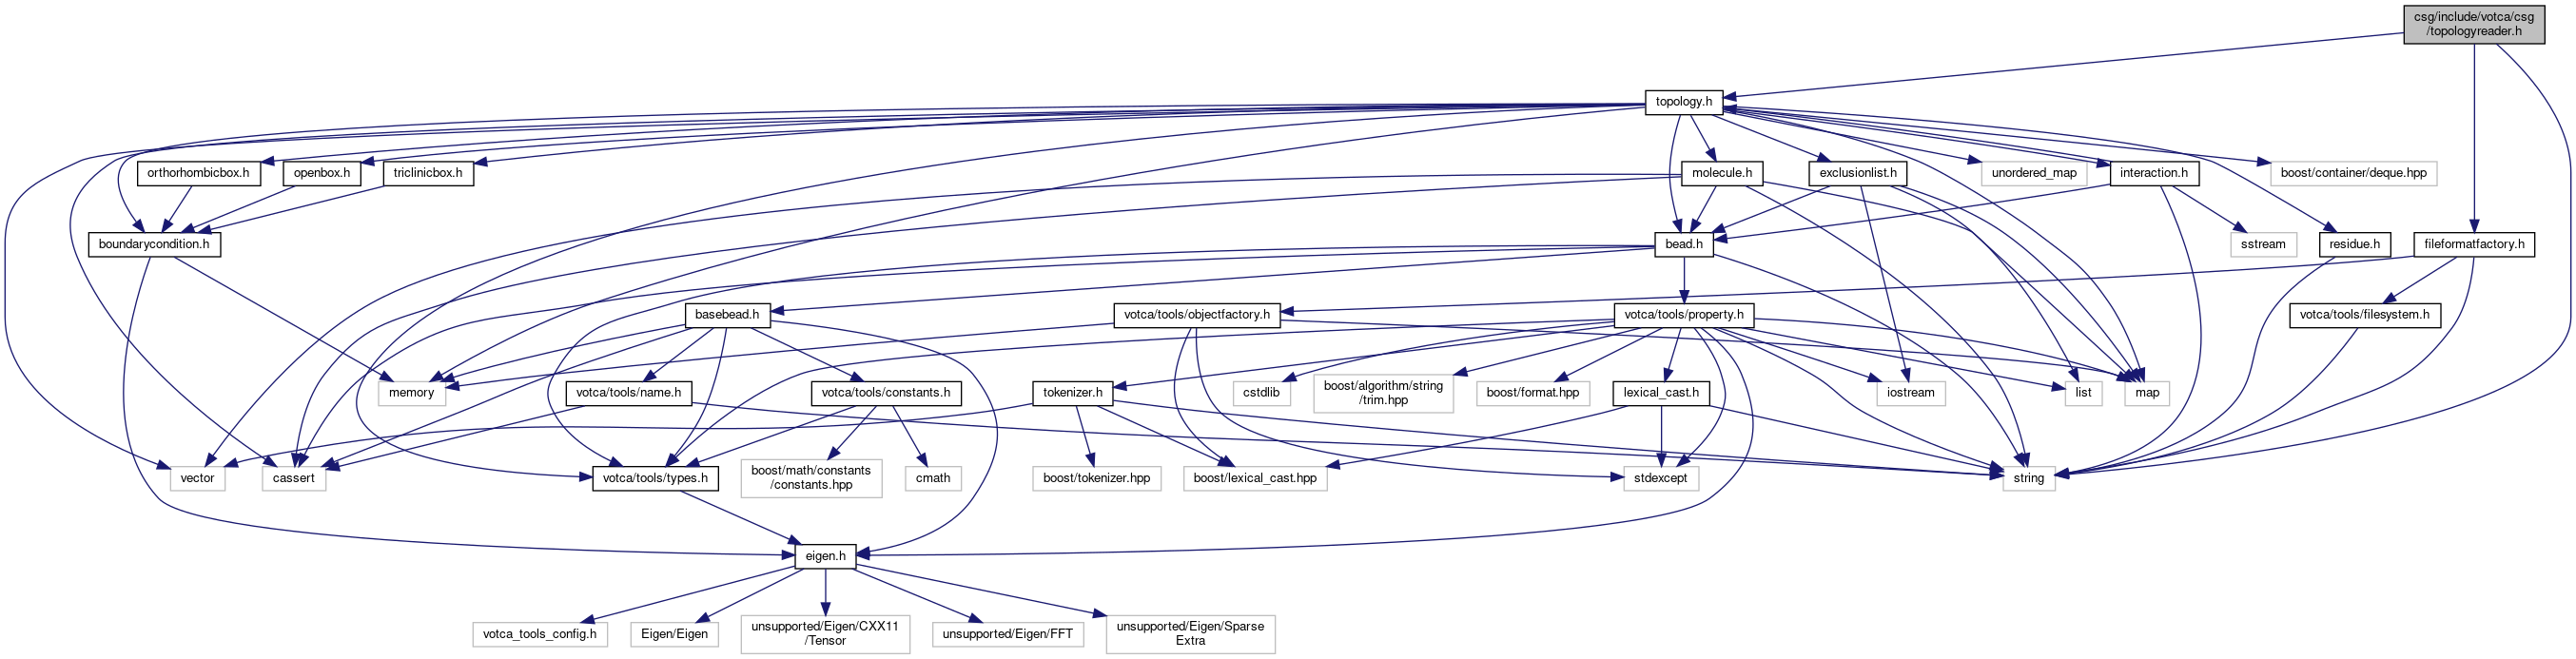 csg/include/votca/csg
/topologyreader.h
topology.h
orthorhombicbox.h
openbox.h
triclinicbox.h
molecule.h
exclusionlist.h
unordered_map
interaction.h
boost/container/deque.hpp
boundarycondition.h
bead.h
sstream
residue.h
fileformatfactory.h
basebead.h
votca/tools/objectfactory.h
votca/tools/property.h
votca/tools/filesystem.h
memory
votca/tools/name.h
votca/tools/constants.h
tokenizer.h
cstdlib
boost/algorithm/string
/trim.hpp
boost/format.hpp
lexical_cast.h
iostream
list
map
vector
cassert
votca/tools/types.h
boost/math/constants
/constants.hpp
cmath
boost/tokenizer.hpp
boost/lexical_cast.hpp
stdexcept
string
eigen.h
votca_tools_config.h
Eigen/Eigen
unsupported/Eigen/CXX11
/Tensor
unsupported/Eigen/FFT
unsupported/Eigen/Sparse
Extra